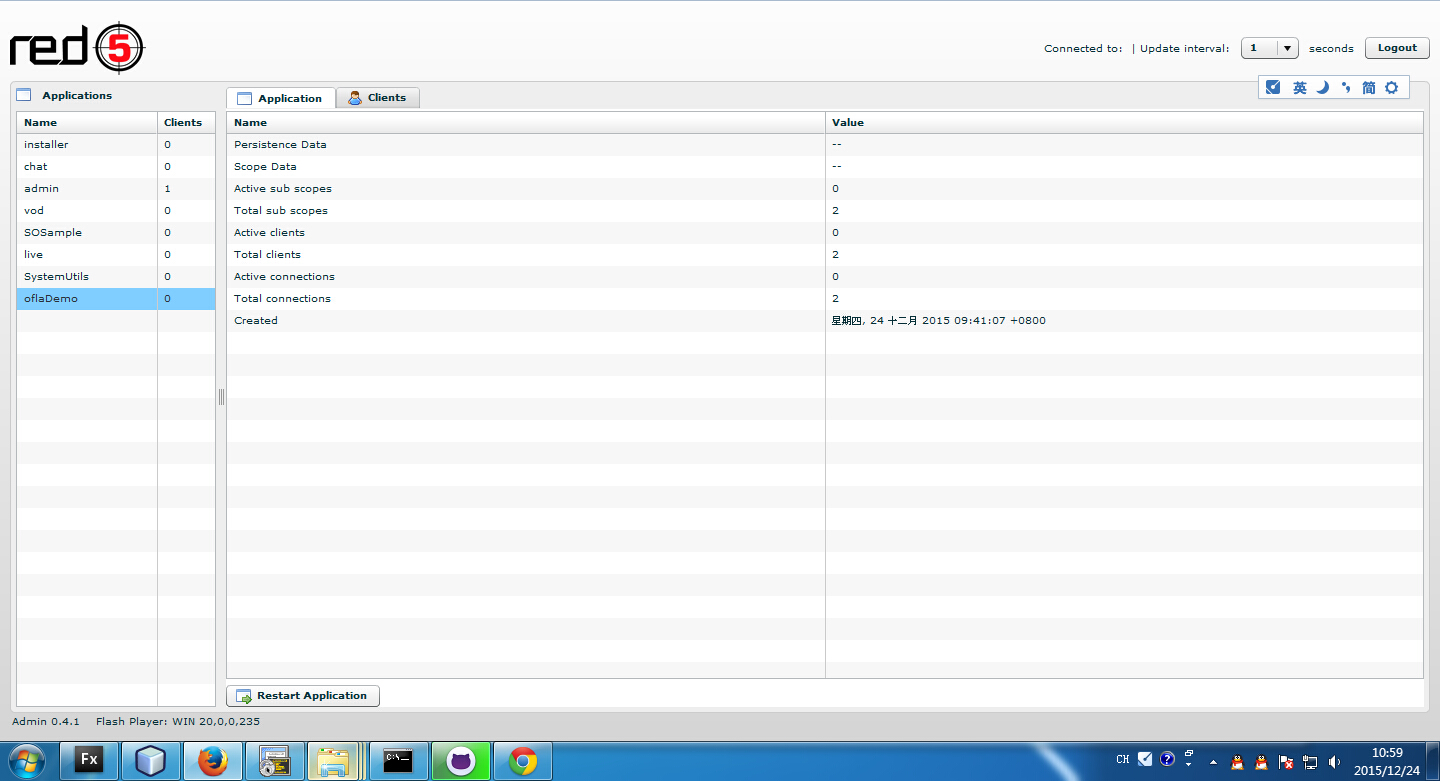 red5
Connected to: | Update interval: 1 seconds Logout
英 简
Applications
Application Clients
Name Clients
installer 0
chat 0
admin 1
vod 0
SOSample 0
live 0
SystemUtils 0
oflaDemo 0
Name Value
Persistence Data --
Scope Data --
Active sub scopes 0
Total sub scopes 2
Active clients 0
Total clients 2
Active connections 0
Total connections 2
Created 星期四, 24 十二月 2015 09:41:07 +0800
Restart Application
Admin 0.4.1 Flash Player: WIN 20,0,0,235
Fx
C:\
CH
10:59
2015/12/24